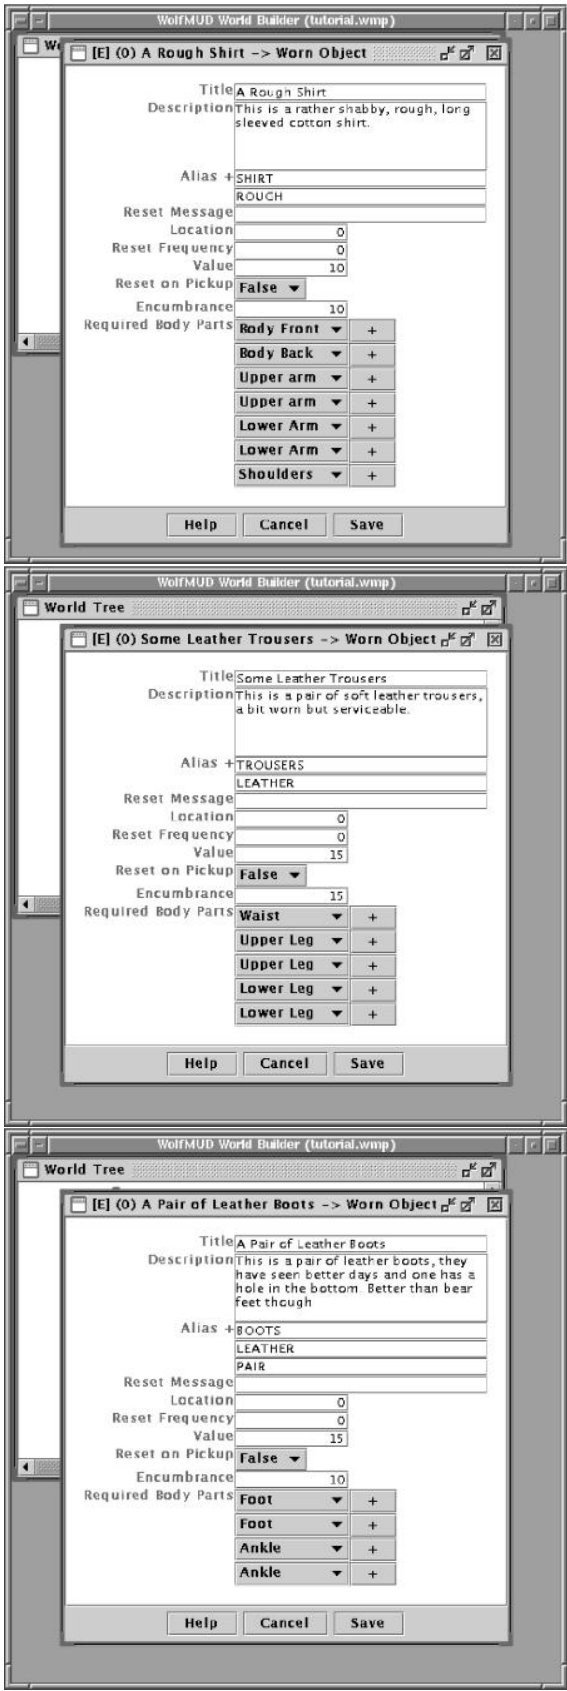 WolfMUD World Builder (tutorial.wmp)
[E] (0) A Rough Shirt -> Worn Object
Title A Rough Shirt
Description This is a rather shabby, rough, long
sleeved cotton shirt.
Alias + SHIRT
ROUGH
Reset Message
Location 0
Reset Frequency 0
Value 10
Reset on Pickup False
Encumbrance 10
Required Body Parts Body Front +
Body Back +
Upper arm +
Upper arm +
Lower Arm +
Lower Arm +
Shoulders +
Help Cancel Save
WolfMUD World Builder (tutorial.wmp)
World Tree
[E] (0) Some Leather Trousers -> Worn Object
Title Some Leather Trousers
Description This is a pair of soft leather trousers,
a bit worn but serviceable.
Alias + TROUSERS
LEATHER
Reset Message
Location 0
Reset Frequency 0
Value 15
Reset on Pickup False
Encumbrance 15
Required Body Parts Waist +
Upper Leg +
Upper Leg +
Lower Leg +
Lower Leg +
Help Cancel Save
WolfMUD World Builder (tutorial.wmp)
World Tree
[E] (0) A Pair of Leather Boots -> Worn Object
Title A Pair of Leather Boots
Description This is a pair of leather boots, they
have seen better days and one has a
hole in the bottom. Better than bear
feet though
Alias + BOOTS
LEATHER
PAIR
Reset Message
Location 0
Reset Frequency 0
Value 15
Reset on Pickup False
Encumbrance 10
Required Body Parts Foot +
Foot +
Ankle +
Ankle +
Help Cancel Save